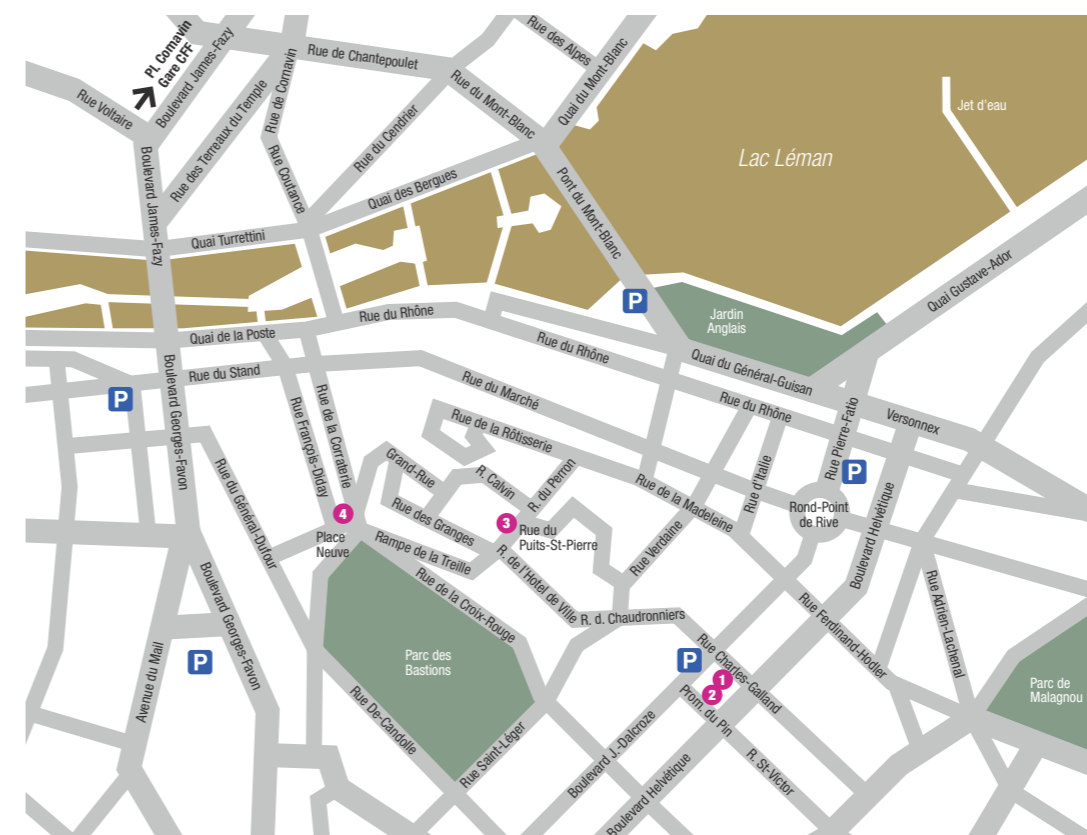 Pl. Cornavin
Gare CFF
Boulevard James-Fazy
Rue Voltaire
Rue des Terreaux du Temple
Rue de Cornavin
Rue de Chantepoulet
Rue des Alpes
Quai du Mont-Blanc
Rue du Mont-Blanc
Rue du Cendrier
Rue Coutance
Boulevard James-Fazy
Quai des Bergues
Quai Turrettini
Pont du Mont-Blanc
Lac Léman
Jet d'eau
Quai Gustave-Ador
P
Jardin
Anglais
Quai de la Poste
Rue du Rhône
Rue du Rhône
Quai du Général-Guisan
Rue du Rhône
Versonnex
Rue du Stand
P
Boulevard Georges-Favon
Rue François-Diday
Rue de la Corraterie
Rue du Marché
Rue de la Rôtisserie
Rue Pierre-Fatio
P
Rue d'Italie
Rue du Général-Dufour
Grand-Rue
R. Calvin
R. du Perron
Rue de la Madeleine
Rond-Point
de Rive
Boulevard Helvétique
4
Place
Neuve
Rue des Granges
3
Rue du
Puits-St-Pierre
Rue Verdaine
Rampe de la Treille
R. de l'Hotel de Ville
Rue de la Croix-Rouge
R. d. Chaudronniers
Rue Ferdinand-Hodler
Rue Adrien-Lachenal
Boulevard Georges-Favon
P
Avenue du Mail
Parc des
Bastions
P
Rue Charles-Galland
1
2
Prom. du Pin
Parc de
Malagnou
Rue De-Candolle
Rue Saint-Léger
Boulevard J.-Dalcroze
R. St-Victor
Boulevard Helvétique